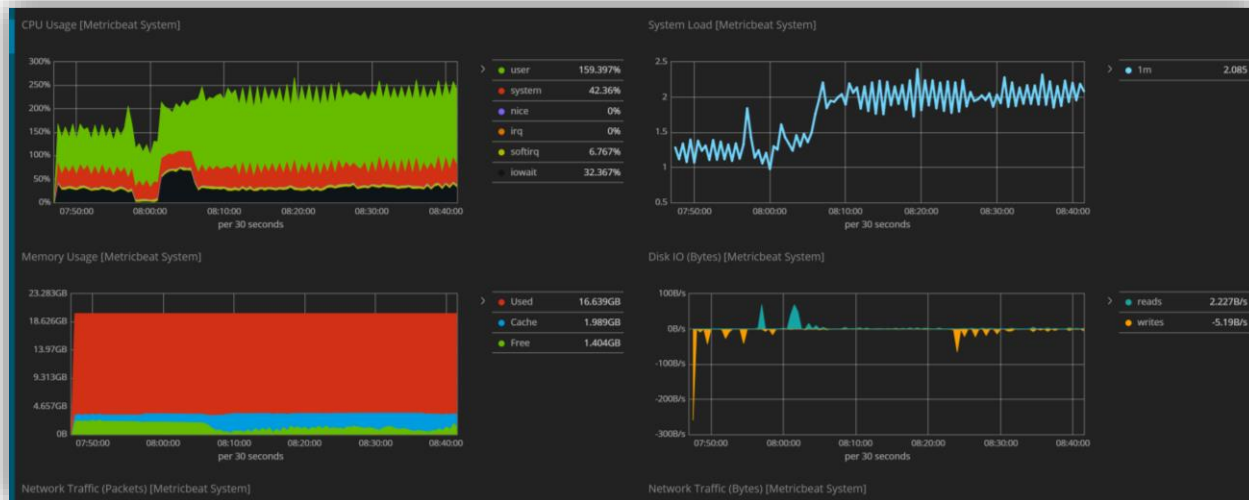 CPU Usage [Metricbeat System]
300%
250%
200%
150%
100%
50%
0%
07:50:00 08:00:00 08:10:00 08:20:00 08:30:00 08:40:00
per 30 seconds
user 159.397%
system 42.36%
nice 0%
irq 0%
softirq 6.767%
iowait 32.367%
System Load [Metricbeat System]
2.5
2
1.5
1
0.5
07:50:00 08:00:00 08:10:00 08:20:00 08:30:00 08:40:00
per 30 seconds
1m 2.085
Memory Usage [Metricbeat System]
23.283GB
18.626GB
13.97GB
9.313GB
4.657GB
0B
07:50:00 08:00:00 08:10:00 08:20:00 08:30:00 08:40:00
per 30 seconds
Used 16.639GB
Cache 1.989GB
Free 1.404GB
Disk IO (Bytes) [Metricbeat System]
100B/s
0B/s
-100B/s
-200B/s
-300B/s
07:50:00 08:00:00 08:10:00 08:20:00 08:30:00 08:40:00
per 30 seconds
reads 2.227B/s
writes -5.19B/s
Network Traffic (Packets) [Metricbeat System]
Network Traffic (Bytes) [Metricbeat System]